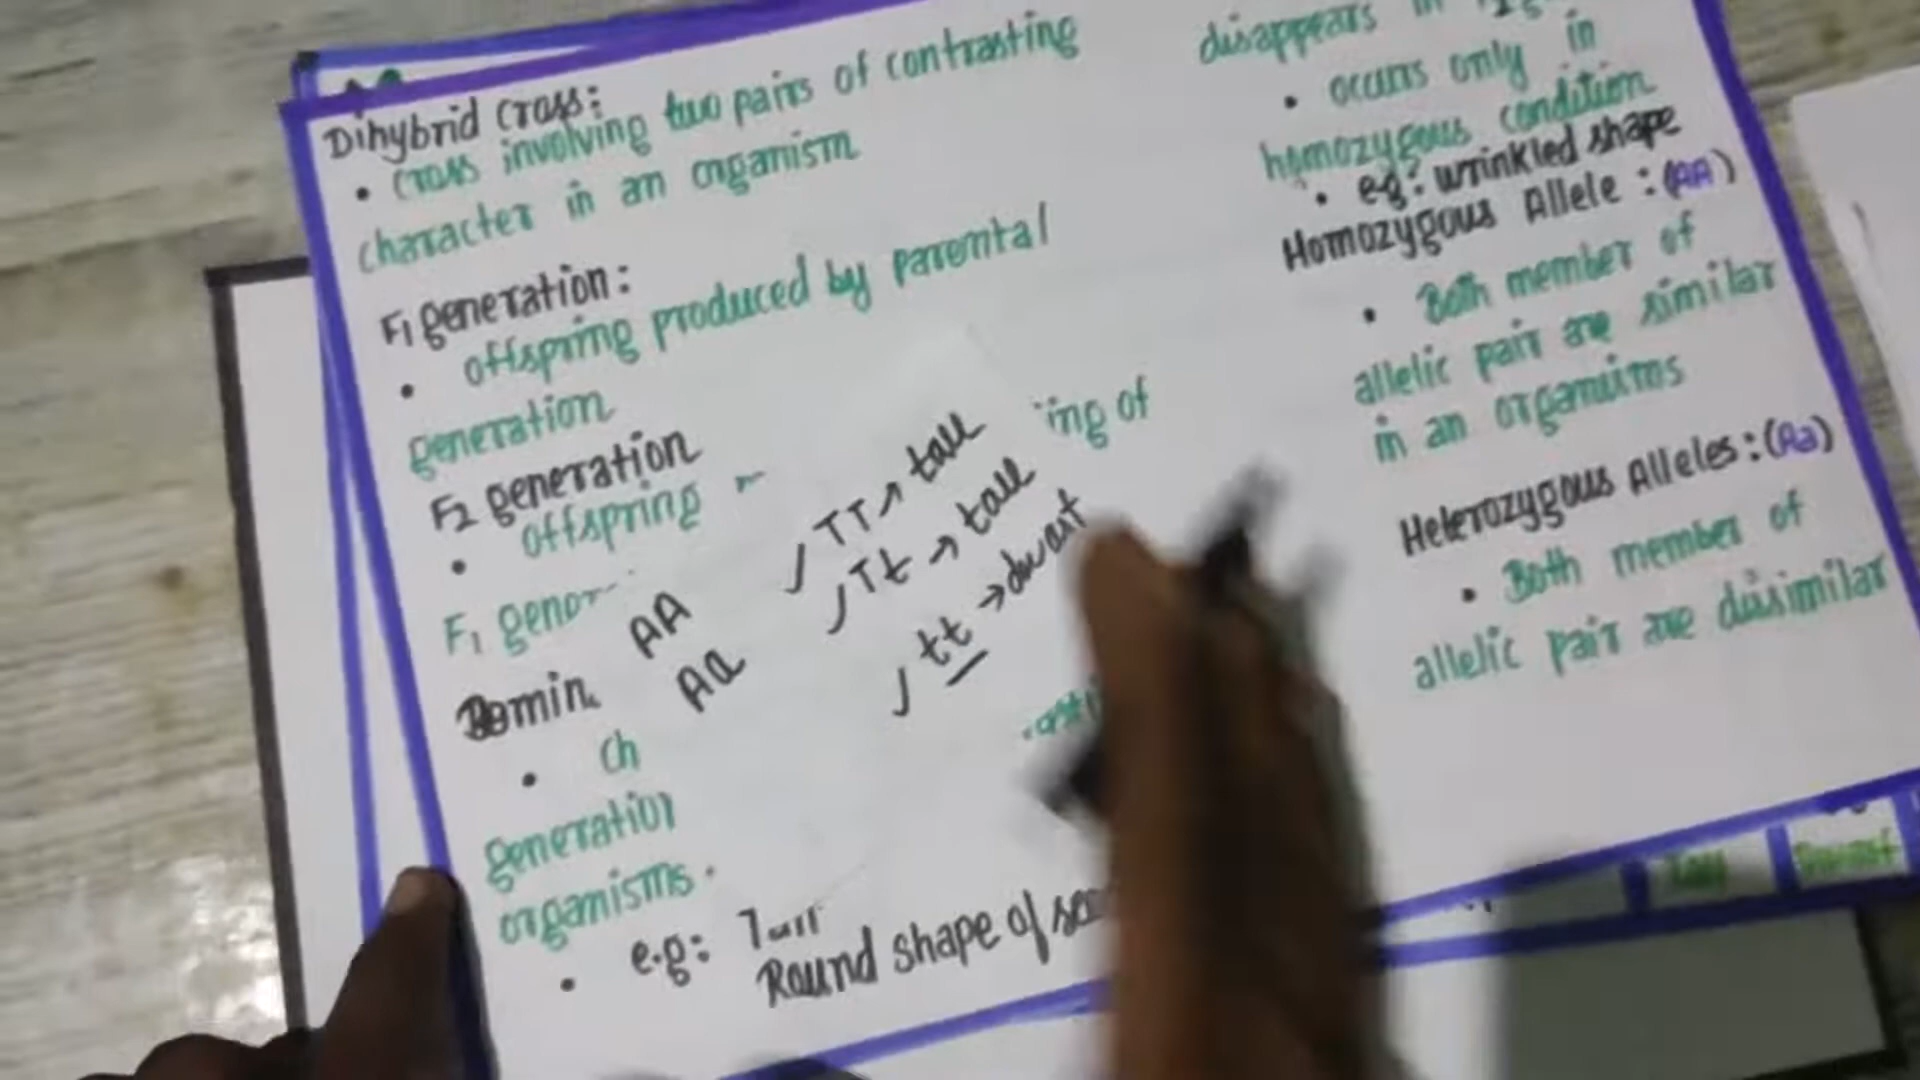 Dihybrid Cross:
• Cross involving two pairs of contrasting
character in an organism
F1 generation:
• offspring produced by parental
generation
F2 generation
• offspring ing of
F1 gener
Domin
• Ch
generation
organisms.
• e.g: Tall
Round shape of see
AA
Aa
TT → tall
Tt → tall
tt → dwarf
disappears in
• occurs only in
homozygous condition
• eg: wrinkled shape
Homozygous Allele : (AA)
• Both member of
allelic pair are similar
in an organisms
Heterozygous Alleles : (Aa)
• Both member of
allelic pair are dissimilar